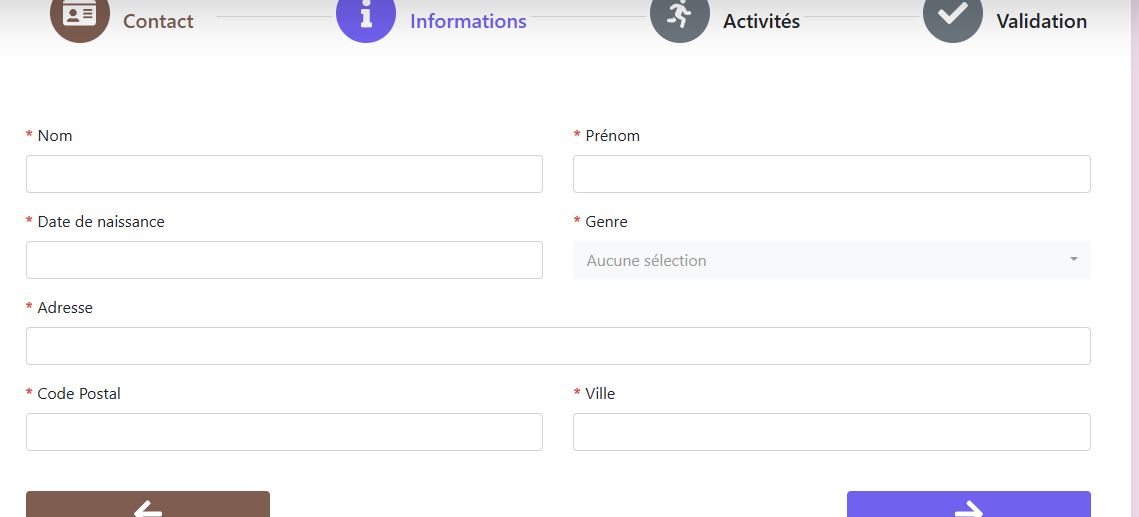 Contact
Informations
Activités
Validation
* Nom
* Prénom
* Date de naissance
* Genre
Aucune sélection
* Adresse
* Code Postal
* Ville